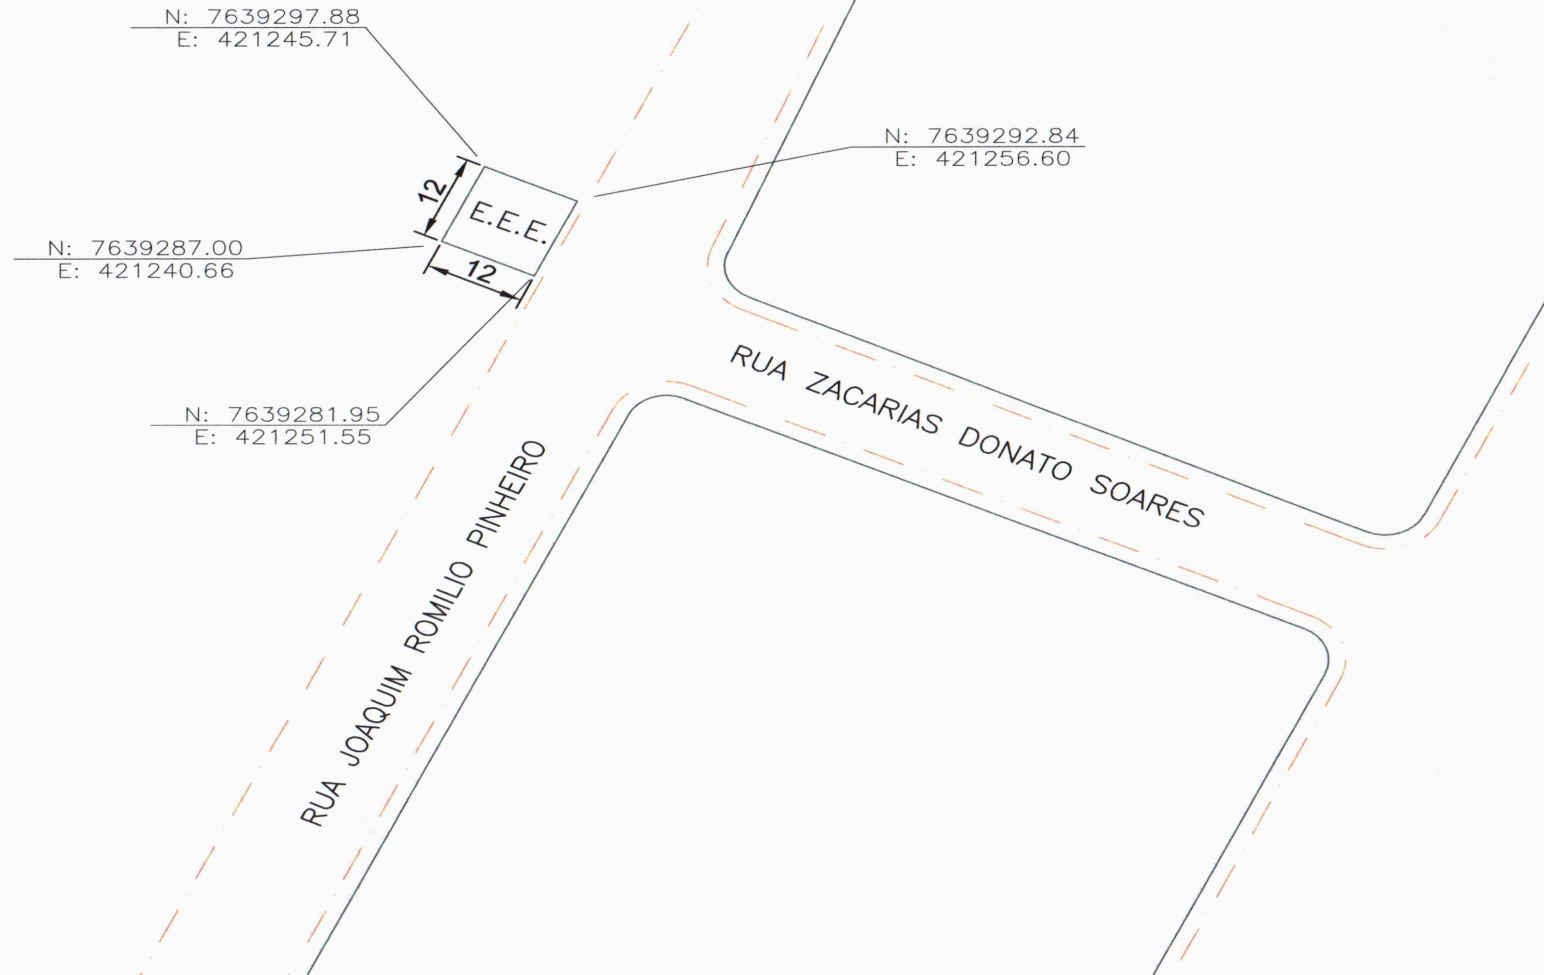 N: 7639297.88
E: 421245.71
N: 7639292.84
E: 421256.60
12
E.E.E.
N: 7639287.00
E: 421240.66
12
N: 7639281.95
E: 421251.55
RUA ZACARIAS DONATO SOARES
RUA JOAQUIM ROMILIO PINHEIRO